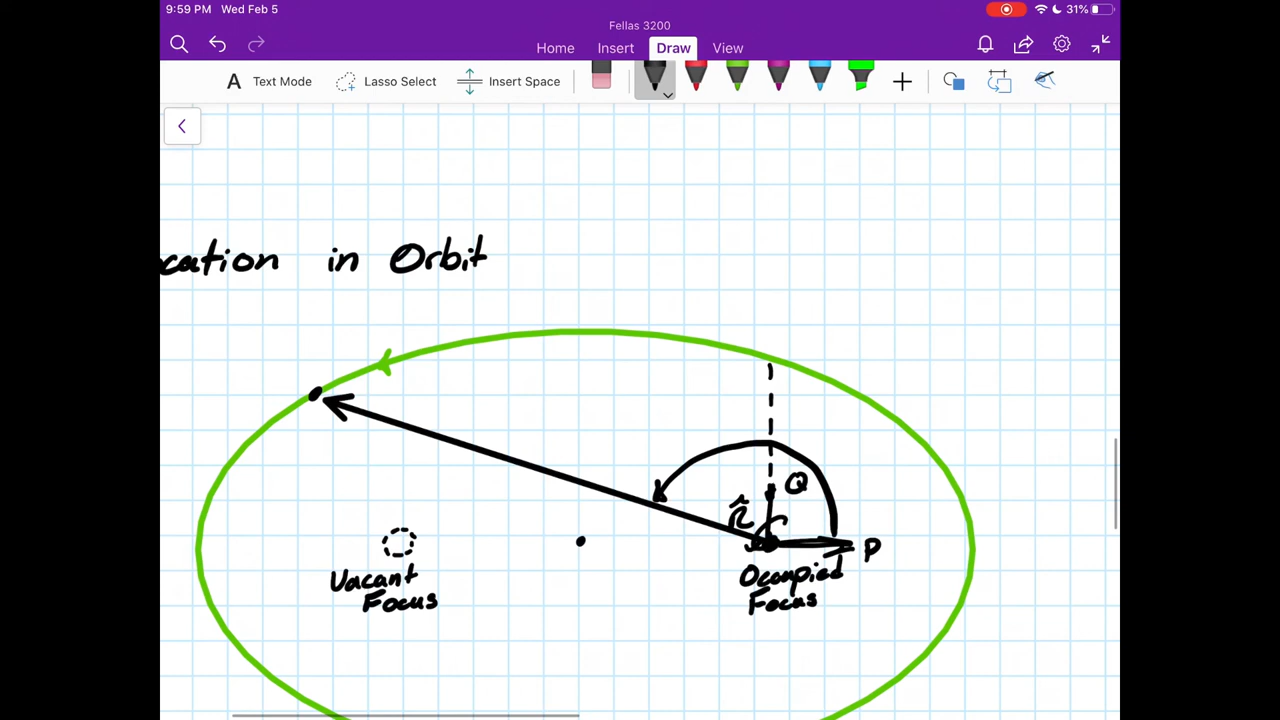 9:59 PM Wed Feb 5
31%
Fellas 3200
Home Insert Draw View
A Text Mode Lasso Select Insert Space
cation in Orbit
Q
R̂
P
Vacant
Focus
Occupied
Focus